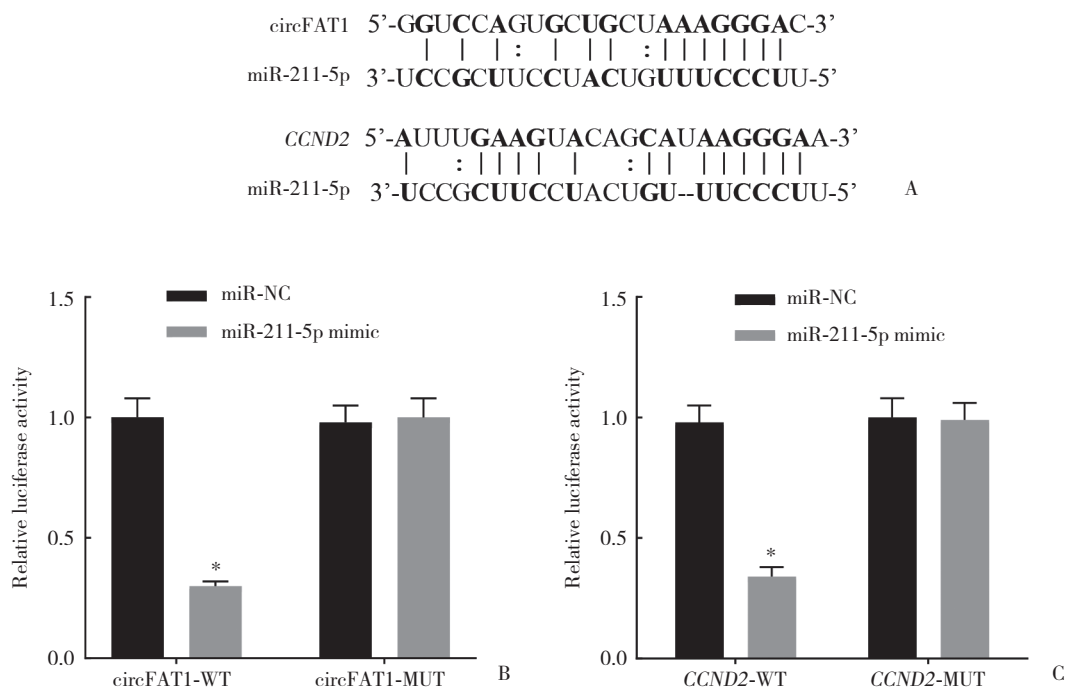 circFAT1 5'-GGUCCAGUGCUGCUAAAGGGAC-3'
miR-211-5p 3'-UCCGCUUCCUACUGUUUCCCUU-5'
CCND2 5'-AUUUGAAGUACAGCAUAAGGGAA-3'
miR-211-5p 3'-UCCGCUUCCUACUGU--UUCCCUU-5'
A
1.5
1.0
0.5
0.0
Relative luciferase activity
miR-NC
miR-211-5p mimic
*
circFAT1-WT
circFAT1-MUT
B
1.5
1.0
0.5
0.0
Relative luciferase activity
miR-NC
miR-211-5p mimic
*
CCND2-WT
CCND2-MUT
C